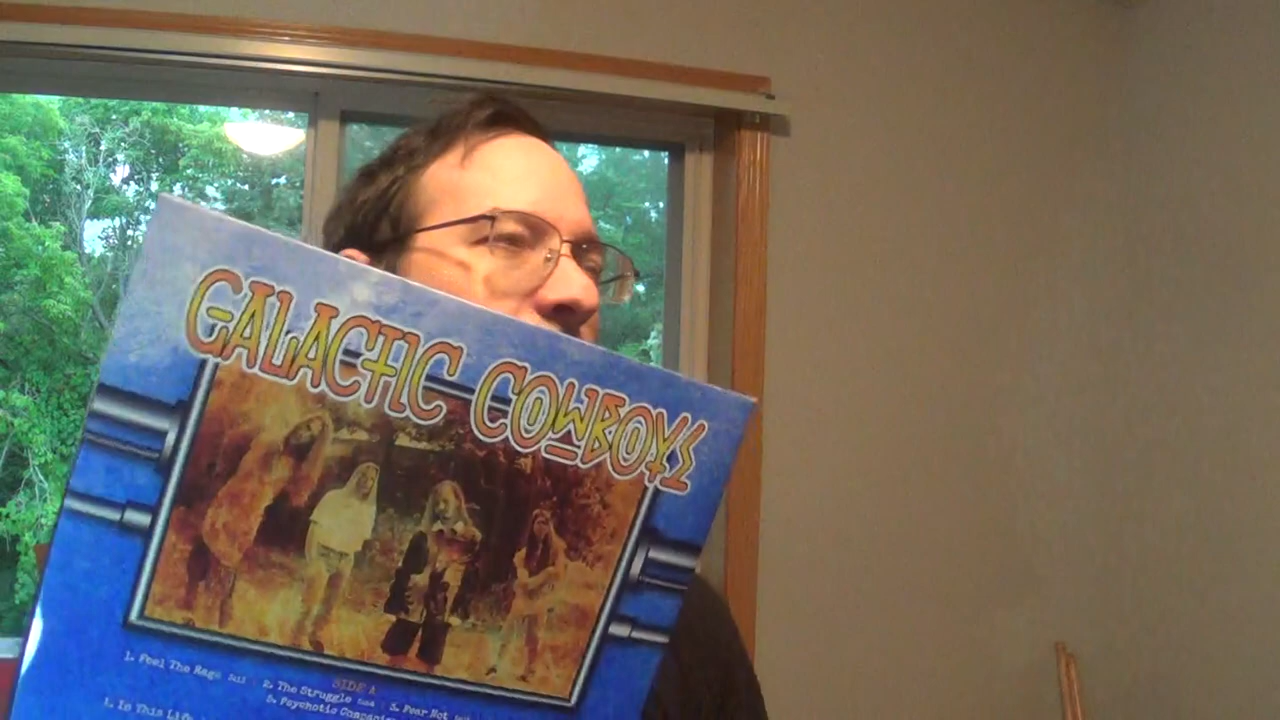 GALACTIC COWBOYS
SIDE A
1. Feel The Rage 2. The Struggle 3. Fear Not
5. Psychotic Companion
1. Is This Life